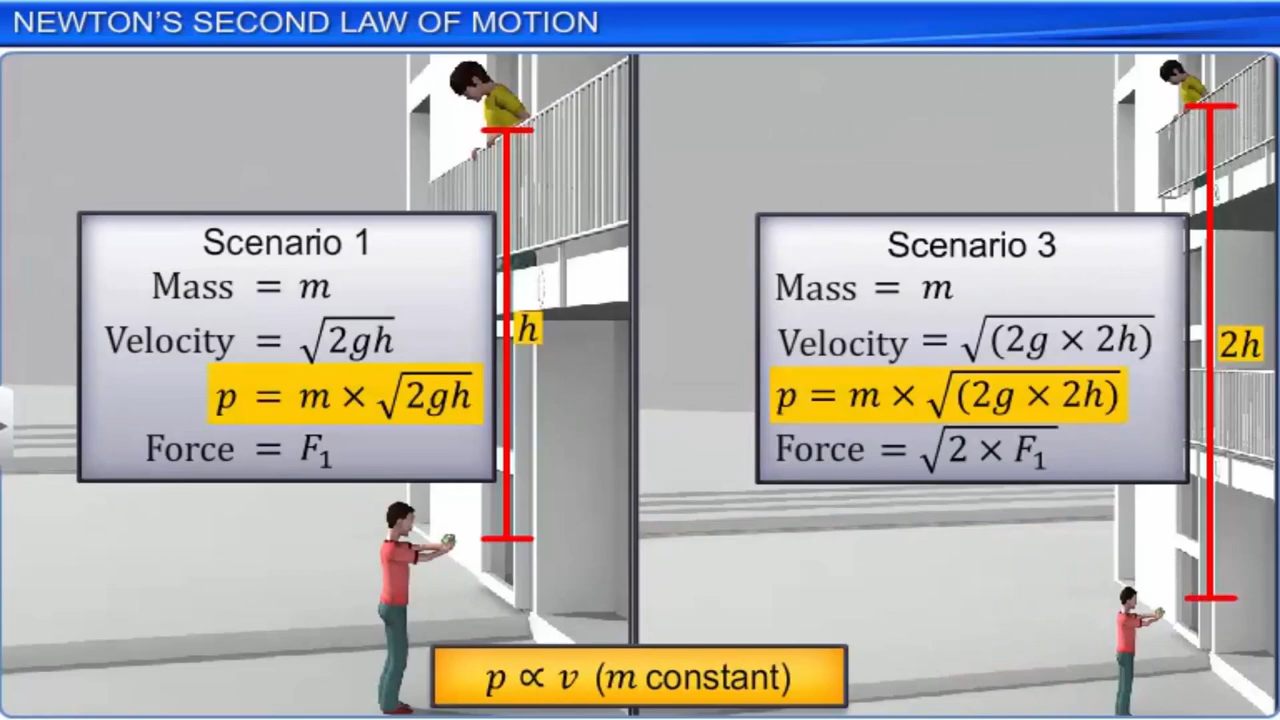 NEWTON'S SECOND LAW OF MOTION
Scenario 1
Mass = m
Velocity = √2gh
p = m × √2gh
Force = F₁
h
Scenario 3
Mass = m
Velocity = √(2g × 2h)
p = m × √(2g × 2h)
Force = √2 × F₁
2h
p ∝ v (m constant)